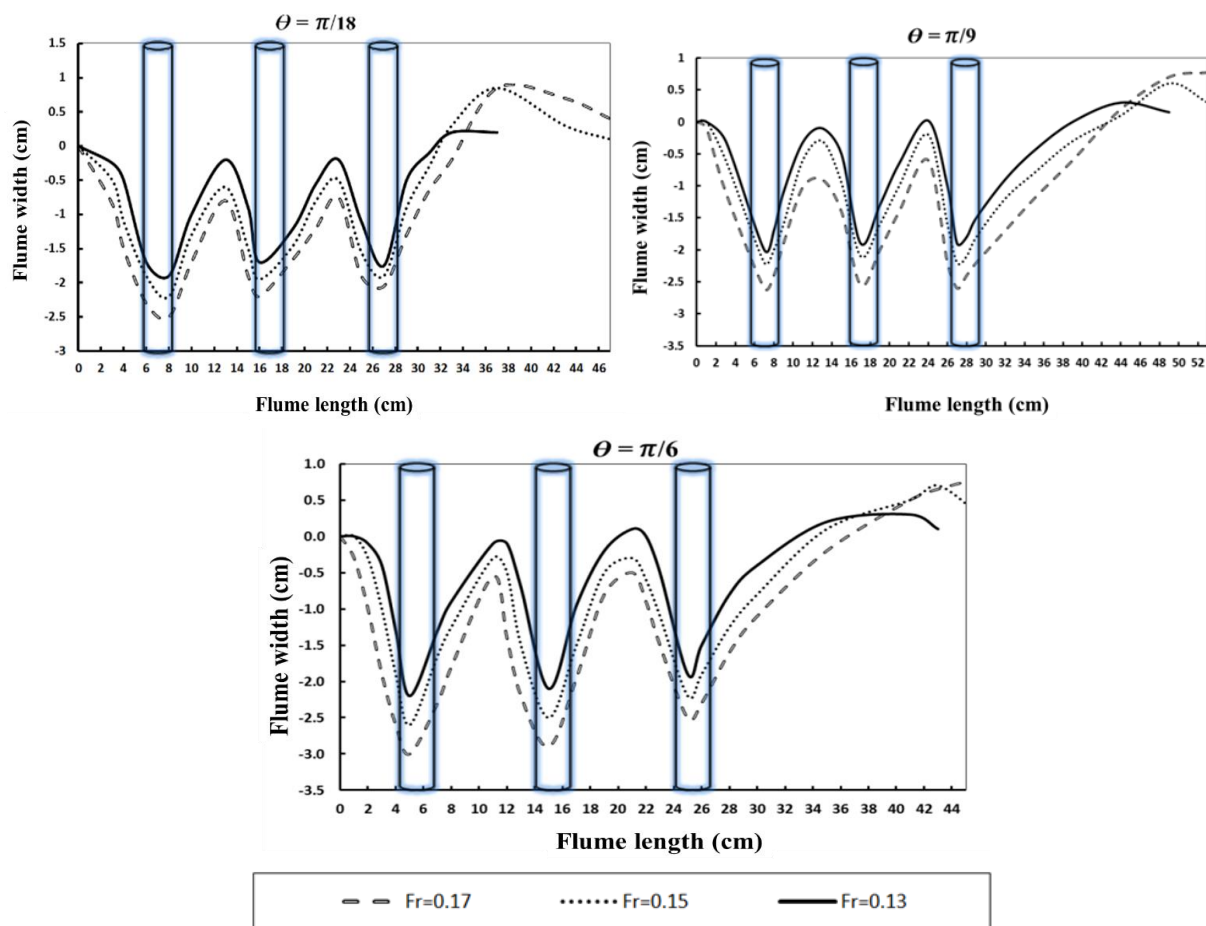 Θ = π/18
1.5
1
0.5
0
-0.5
-1
-1.5
-2
-2.5
-3
Flume width (cm)
0 2 4 6 8 10 12 14 16 18 20 22 24 26 28 30 32 34 36 38 40 42 44 46
Flume length (cm)
Θ = π/9
1
0.5
0
-0.5
-1
-1.5
-2
-2.5
-3
-3.5
Flume width (cm)
0 2 4 6 8 10 12 14 16 18 20 22 24 26 28 30 32 34 36 38 40 42 44 46 48 50 52
Flume length (cm)
Θ = π/6
1.0
0.5
0.0
-0.5
-1.0
-1.5
-2.0
-2.5
-3.0
-3.5
Flume width (cm)
0 2 4 6 8 10 12 14 16 18 20 22 24 26 28 30 32 34 36 38 40 42 44
Flume length (cm)
Fr=0.17 Fr=0.15 Fr=0.13